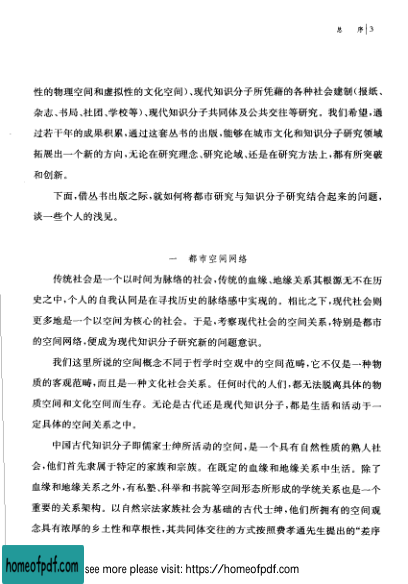 总 序 | 3
性的物理空间和虚拟性的文化空间)、现代知识分子所凭藉的各种社会建制(报纸、
杂志、书局、社团、学校等)、现代知识分子共同体及公共交往等研究。我们希望,通
过若干年的成果积累,通过这套丛书的出版,能够在城市文化和知识分子研究领域
拓展出一个新的方向,无论在研究理念、研究论域、还是在研究方法上,都有所突破
和创新。
下面,借丛书出版之际,就如何将都市研究与知识分子研究结合起来的问题,
谈一些个人的浅见。
一 都市空间网络
传统社会是一个以时间为脉络的社会,传统的血缘、地缘关系其根源无不在历
史之中,个人的自我认同是在寻找历史的脉络感中实现的。相比之下,现代社会则
更多地是一个以空间为核心的社会。于是,考察现代社会的空间关系,特别是都市
的空间网络,便成为现代知识分子研究新的问题意识。
我们这里所说的空间概念不同于哲学时空观中的空间范畴,它不仅是一种物
质的客观范畴,而且是一种文化社会关系。任何时代的人们,都无法脱离具体的物
质空间和文化空间而生存。无论是古代还是现代知识分子,都是生活和活动于一
定具体的空间关系之中。
中国古代知识分子即儒家士绅所活动的空间,是一个具有自然性质的熟人社
会,他们首先隶属于特定的家族和宗族。在既定的血缘和地缘关系中生活。除了
血缘和地缘关系之外,有私塾、科举和书院等空间形态所形成的学统关系也是一个
重要的关系架构。以自然宗法家族社会为基础的古代士绅,他们所拥有的空间观
念具有浓厚的乡土性和草根性,其共同体交往的方式按照费孝通先生提出的“差序
homeofpdf.com
see more please visit: https://homeofpdf.com